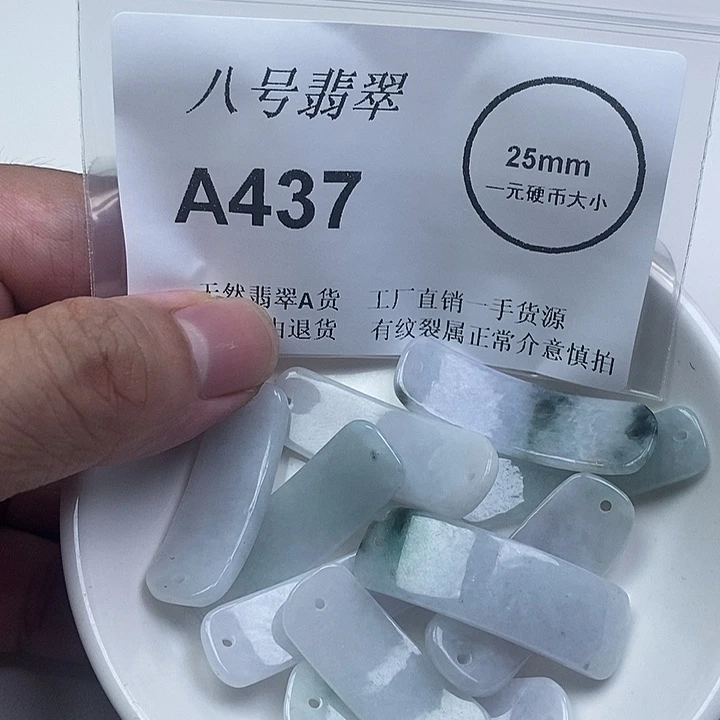 八号翡翠
A437
25mm
一元硬币大小
天然翡翠A货 工厂直销一手货源
由退货 有纹裂属正常介意慎拍